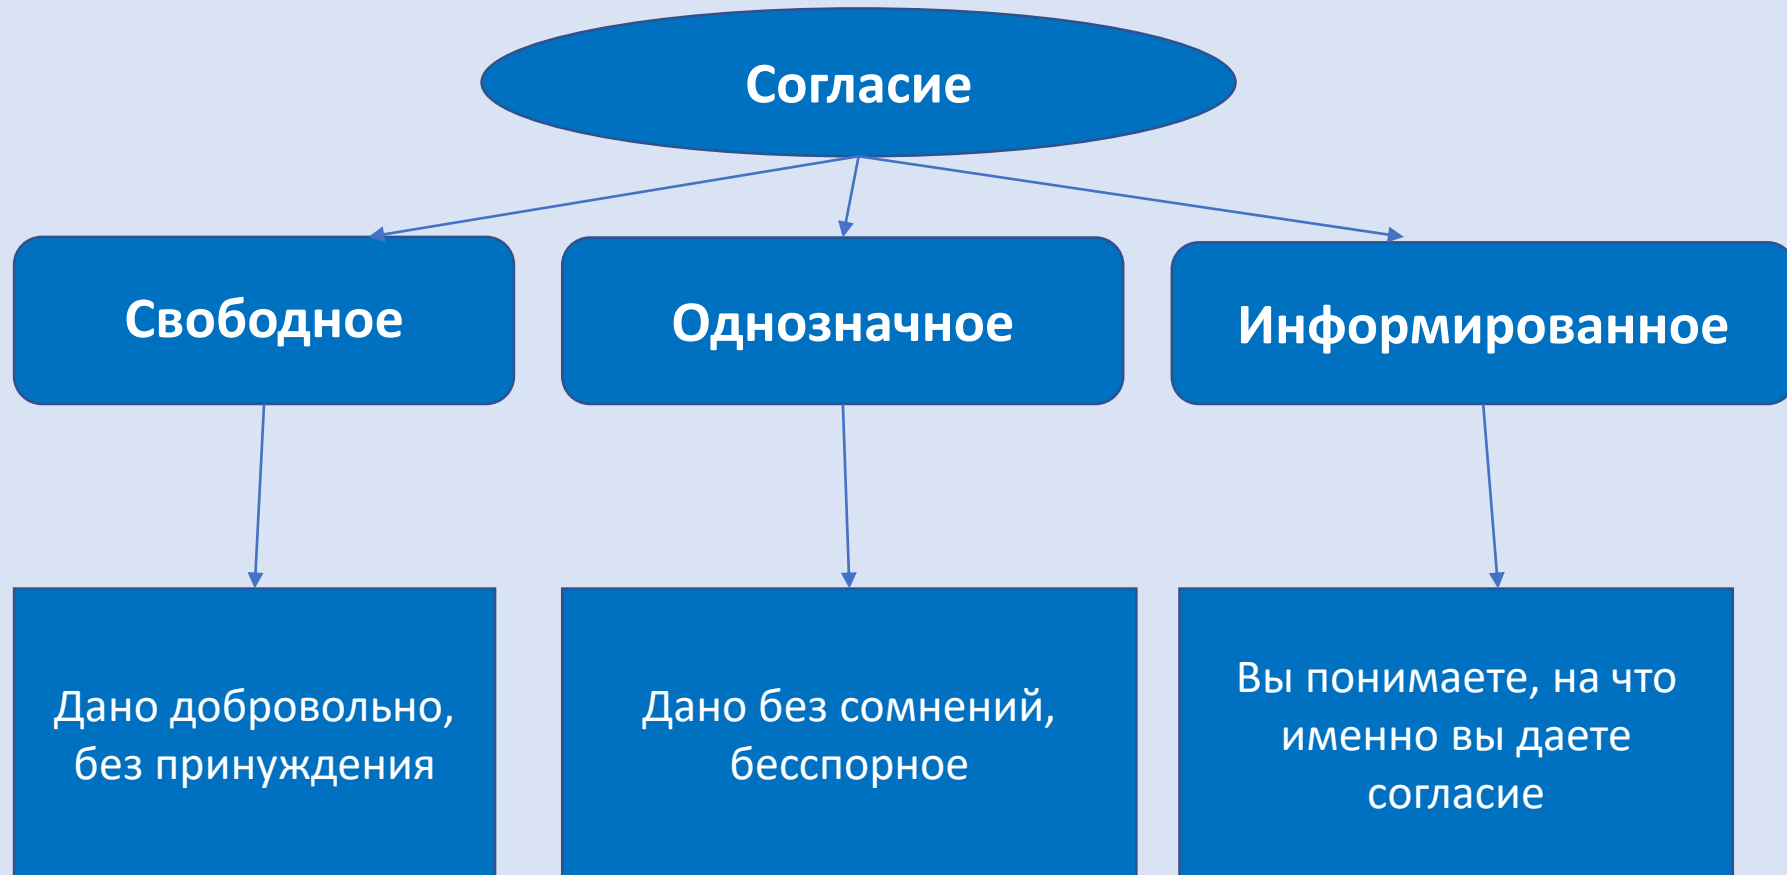 Согласие
Свободное
Однозначное
Информированное
Дано добровольно,
без принуждения
Дано без сомнений,
бесспорное
Вы понимаете, на что
именно вы даете
согласие